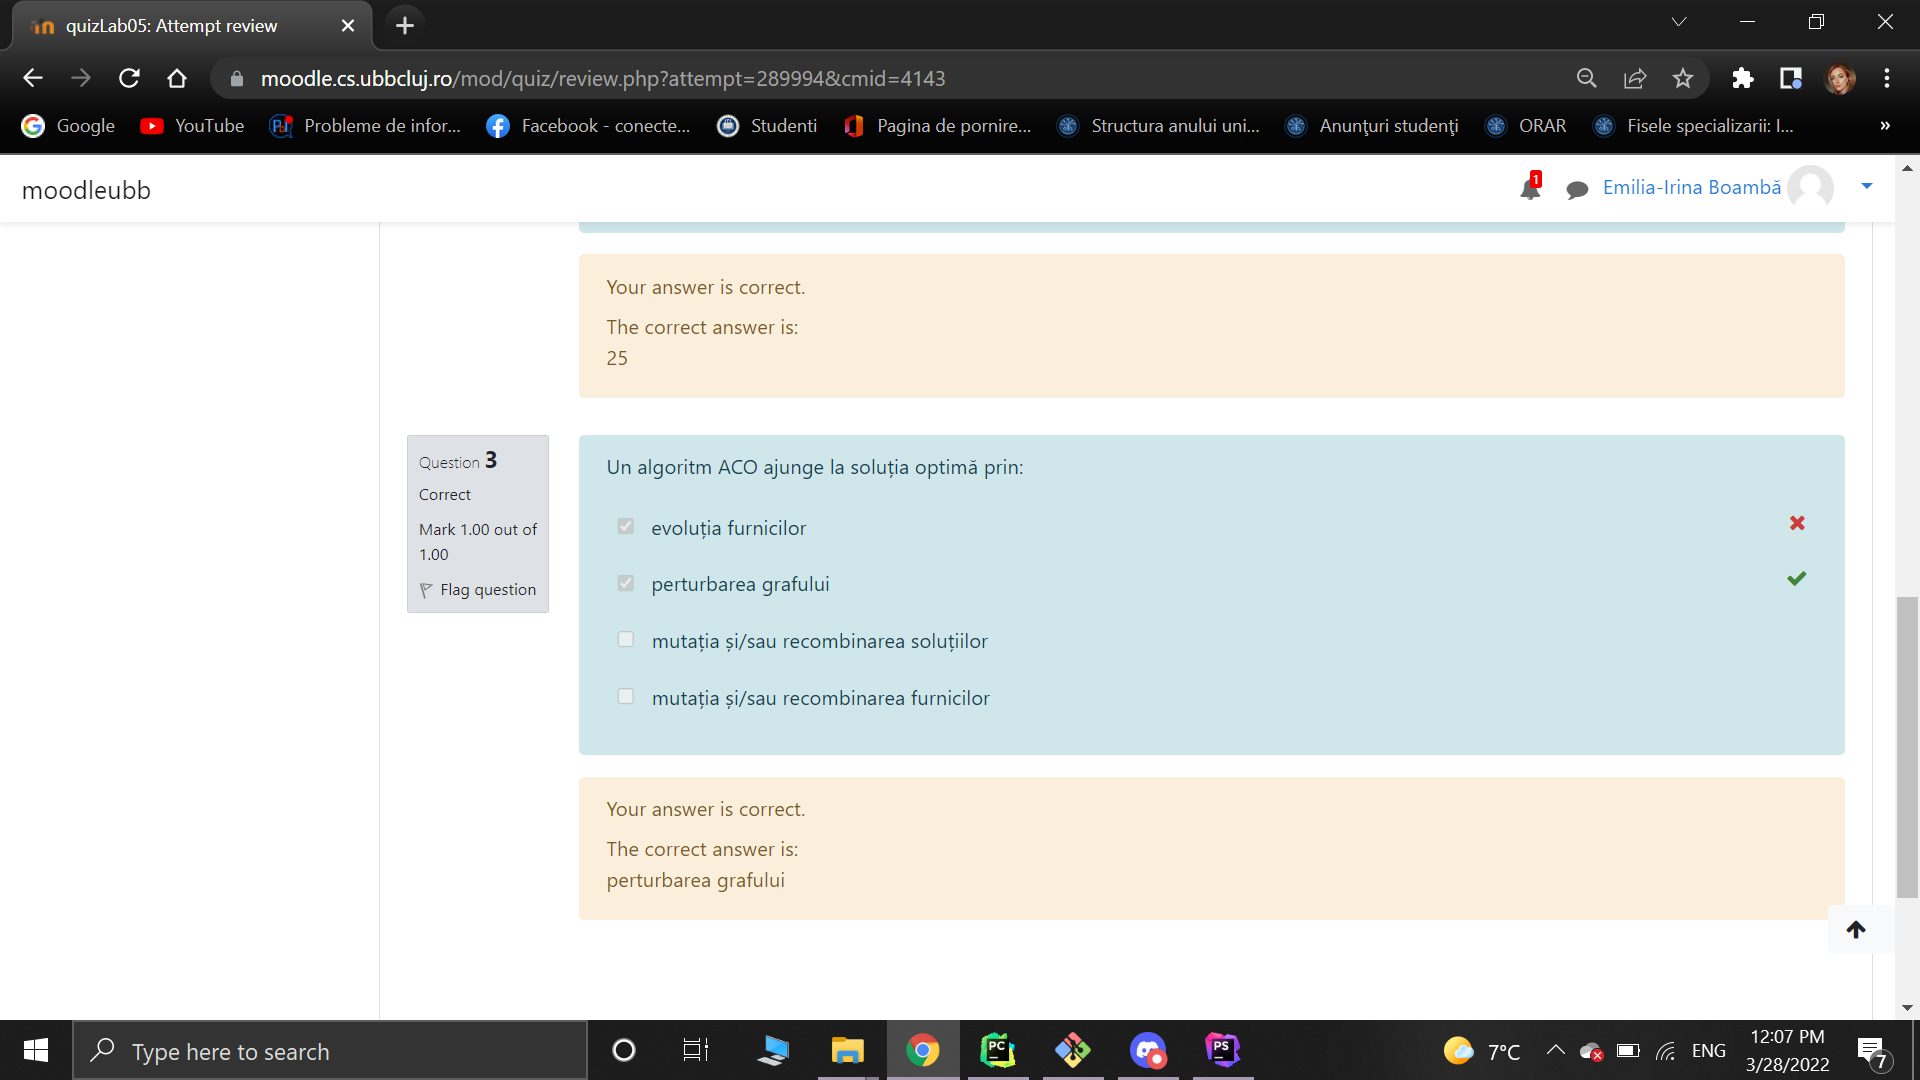 quizLab05: Attempt review
moodle.cs.ubbcluj.ro/mod/quiz/review.php?attempt=289994&cmid=4143
Google YouTube Probleme de infor... Facebook - conecte... Studenti Pagina de pornire... Structura anului uni... Anunţuri studenţi ORAR Fisele specializarii: I... »
moodleubb
1
Emilia-Irina Boambă
Your answer is correct.
The correct answer is:
25
Question 3
Correct
Mark 1.00 out of
1.00
Flag question
Un algoritm ACO ajunge la soluția optimă prin:
evoluția furnicilor
perturbarea grafului
mutația și/sau recombinarea soluțiilor
mutația și/sau recombinarea furnicilor
Your answer is correct.
The correct answer is:
perturbarea grafului
Type here to search
PC
PS
7°C
ENG
12:07 PM
3/28/2022
7